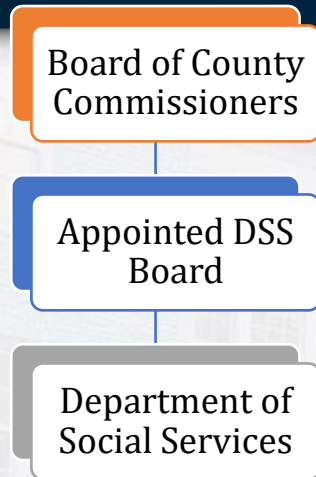 Board of County
Commissioners
Appointed DSS
Board
Department of
Social Services